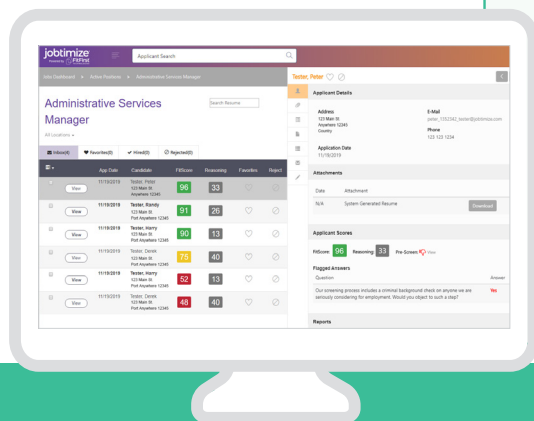 jobtimize
Powered by FitFirst
Applicant Search
Jobs Dashboard Active Positions Administrative Services Manager
Administrative Services
Manager
Search Resume
All Locations
Inbox(4) Favorites(0) Hired(0) Rejected(0)
App Date Candidate FitScore Reasoning Favorites Reject
View 11/19/2019 Tester, Peter 96 33
123 Main St.
Anywhere 12345
View 11/19/2019 Tester, Randy 91 26
123 Main St
Port Anywhere 12345
View 11/19/2019 Tester, Harry 90 13
123 Main St
Port Anywhere 12345
View 11/19/2019 Tester, Derek 75 40
123 Main St.
Port Anywhere 12345
View 11/19/2019 Tester, Harry 52 13
123 Main St
Port Anywhere 12345
View 11/19/2019 Tester, Derek 48 40
123 Main St.
Port Anywhere 12345
Tester, Peter
Applicant Details
Address E-Mail
123 Main St.
Anywhere 12345
Country
Phone
123 123 1234
Application Date
11/19/2019
Attachments
Date Attachment
N/A System Generated Resume Download
Applicant Scores
FitScore: 96 Reasoning: 33 Pre-Screen: View
Flagged Answers
Question Answer
Our screening process includes a criminal background check on anyone we are Yes
seriously considering for employment. Would you object to such a step?
Reports